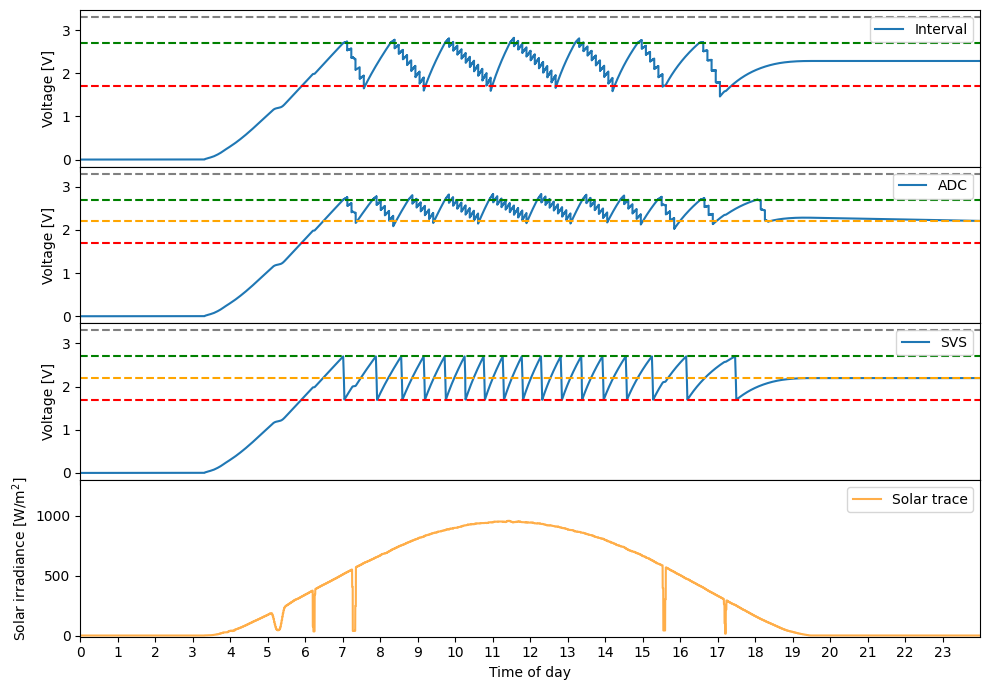 Voltage [V]
3
2
1
0
Interval
Voltage [V]
3
2
1
0
ADC
Voltage [V]
3
2
1
0
SVS
Solar irradiance [W/m²]
1000
500
0
Solar trace
0 1 2 3 4 5 6 7 8 9 10 11 12 13 14 15 16 17 18 19 20 21 22 23
Time of day